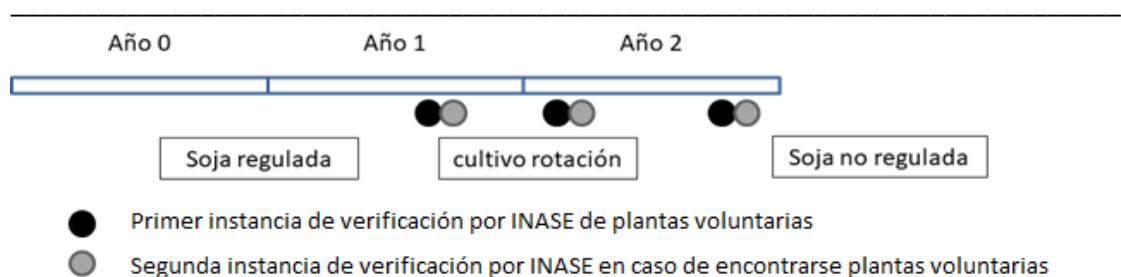 Año 0 Año 1 Año 2
Soja regulada cultivo rotación Soja no regulada
Primer instancia de verificación por INASE de plantas voluntarias
Segunda instancia de verificación por INASE en caso de encontrarse plantas voluntarias